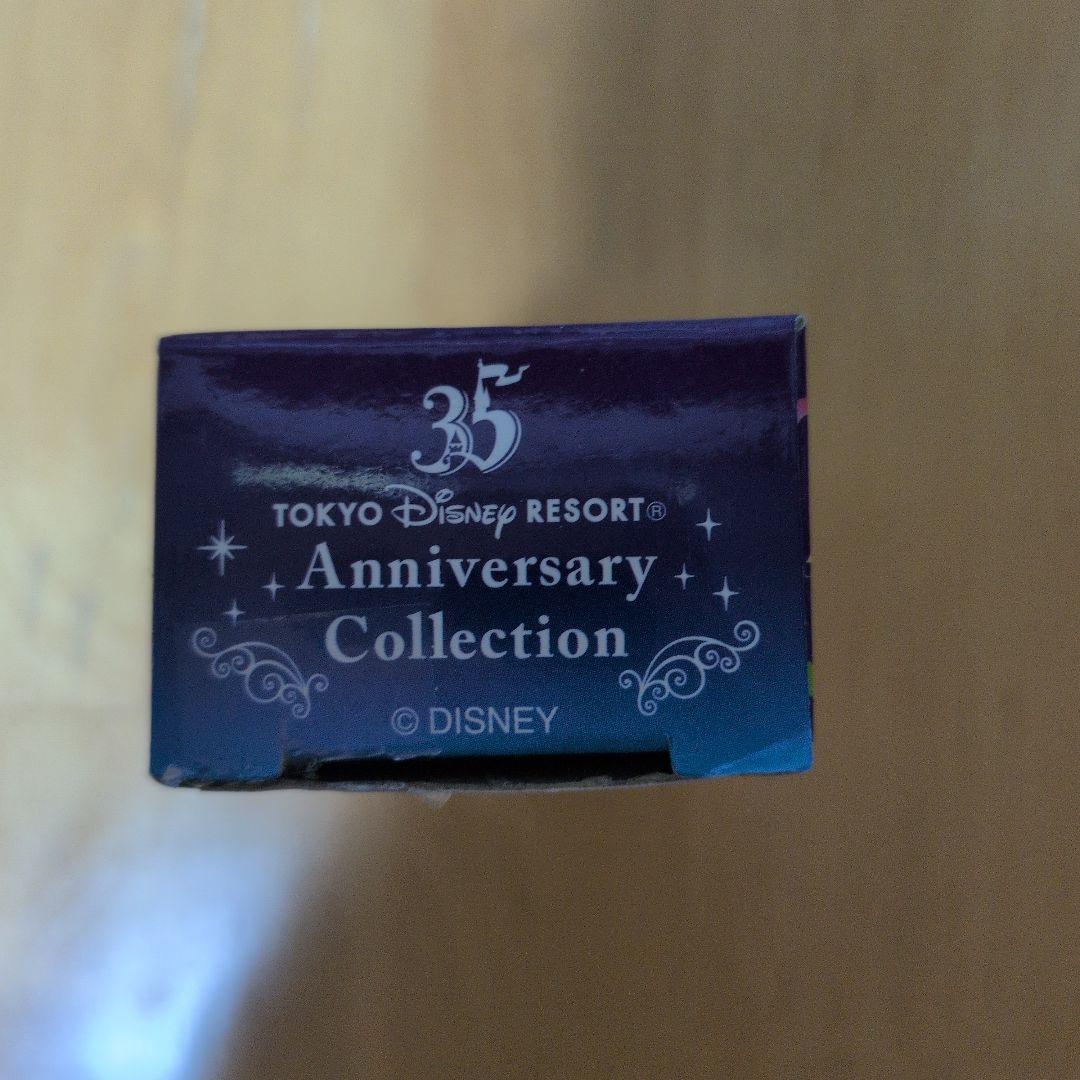 35
TOKYO Disney RESORT®
Anniversary
Collection
© DISNEY